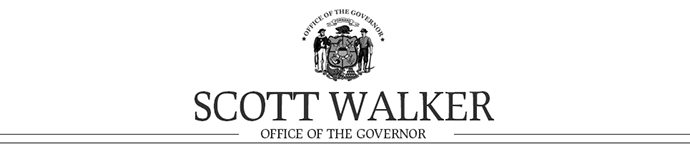 ★OFFICE OF THE GOVERNOR★
SCOTT WALKER
OFFICE OF THE GOVERNOR